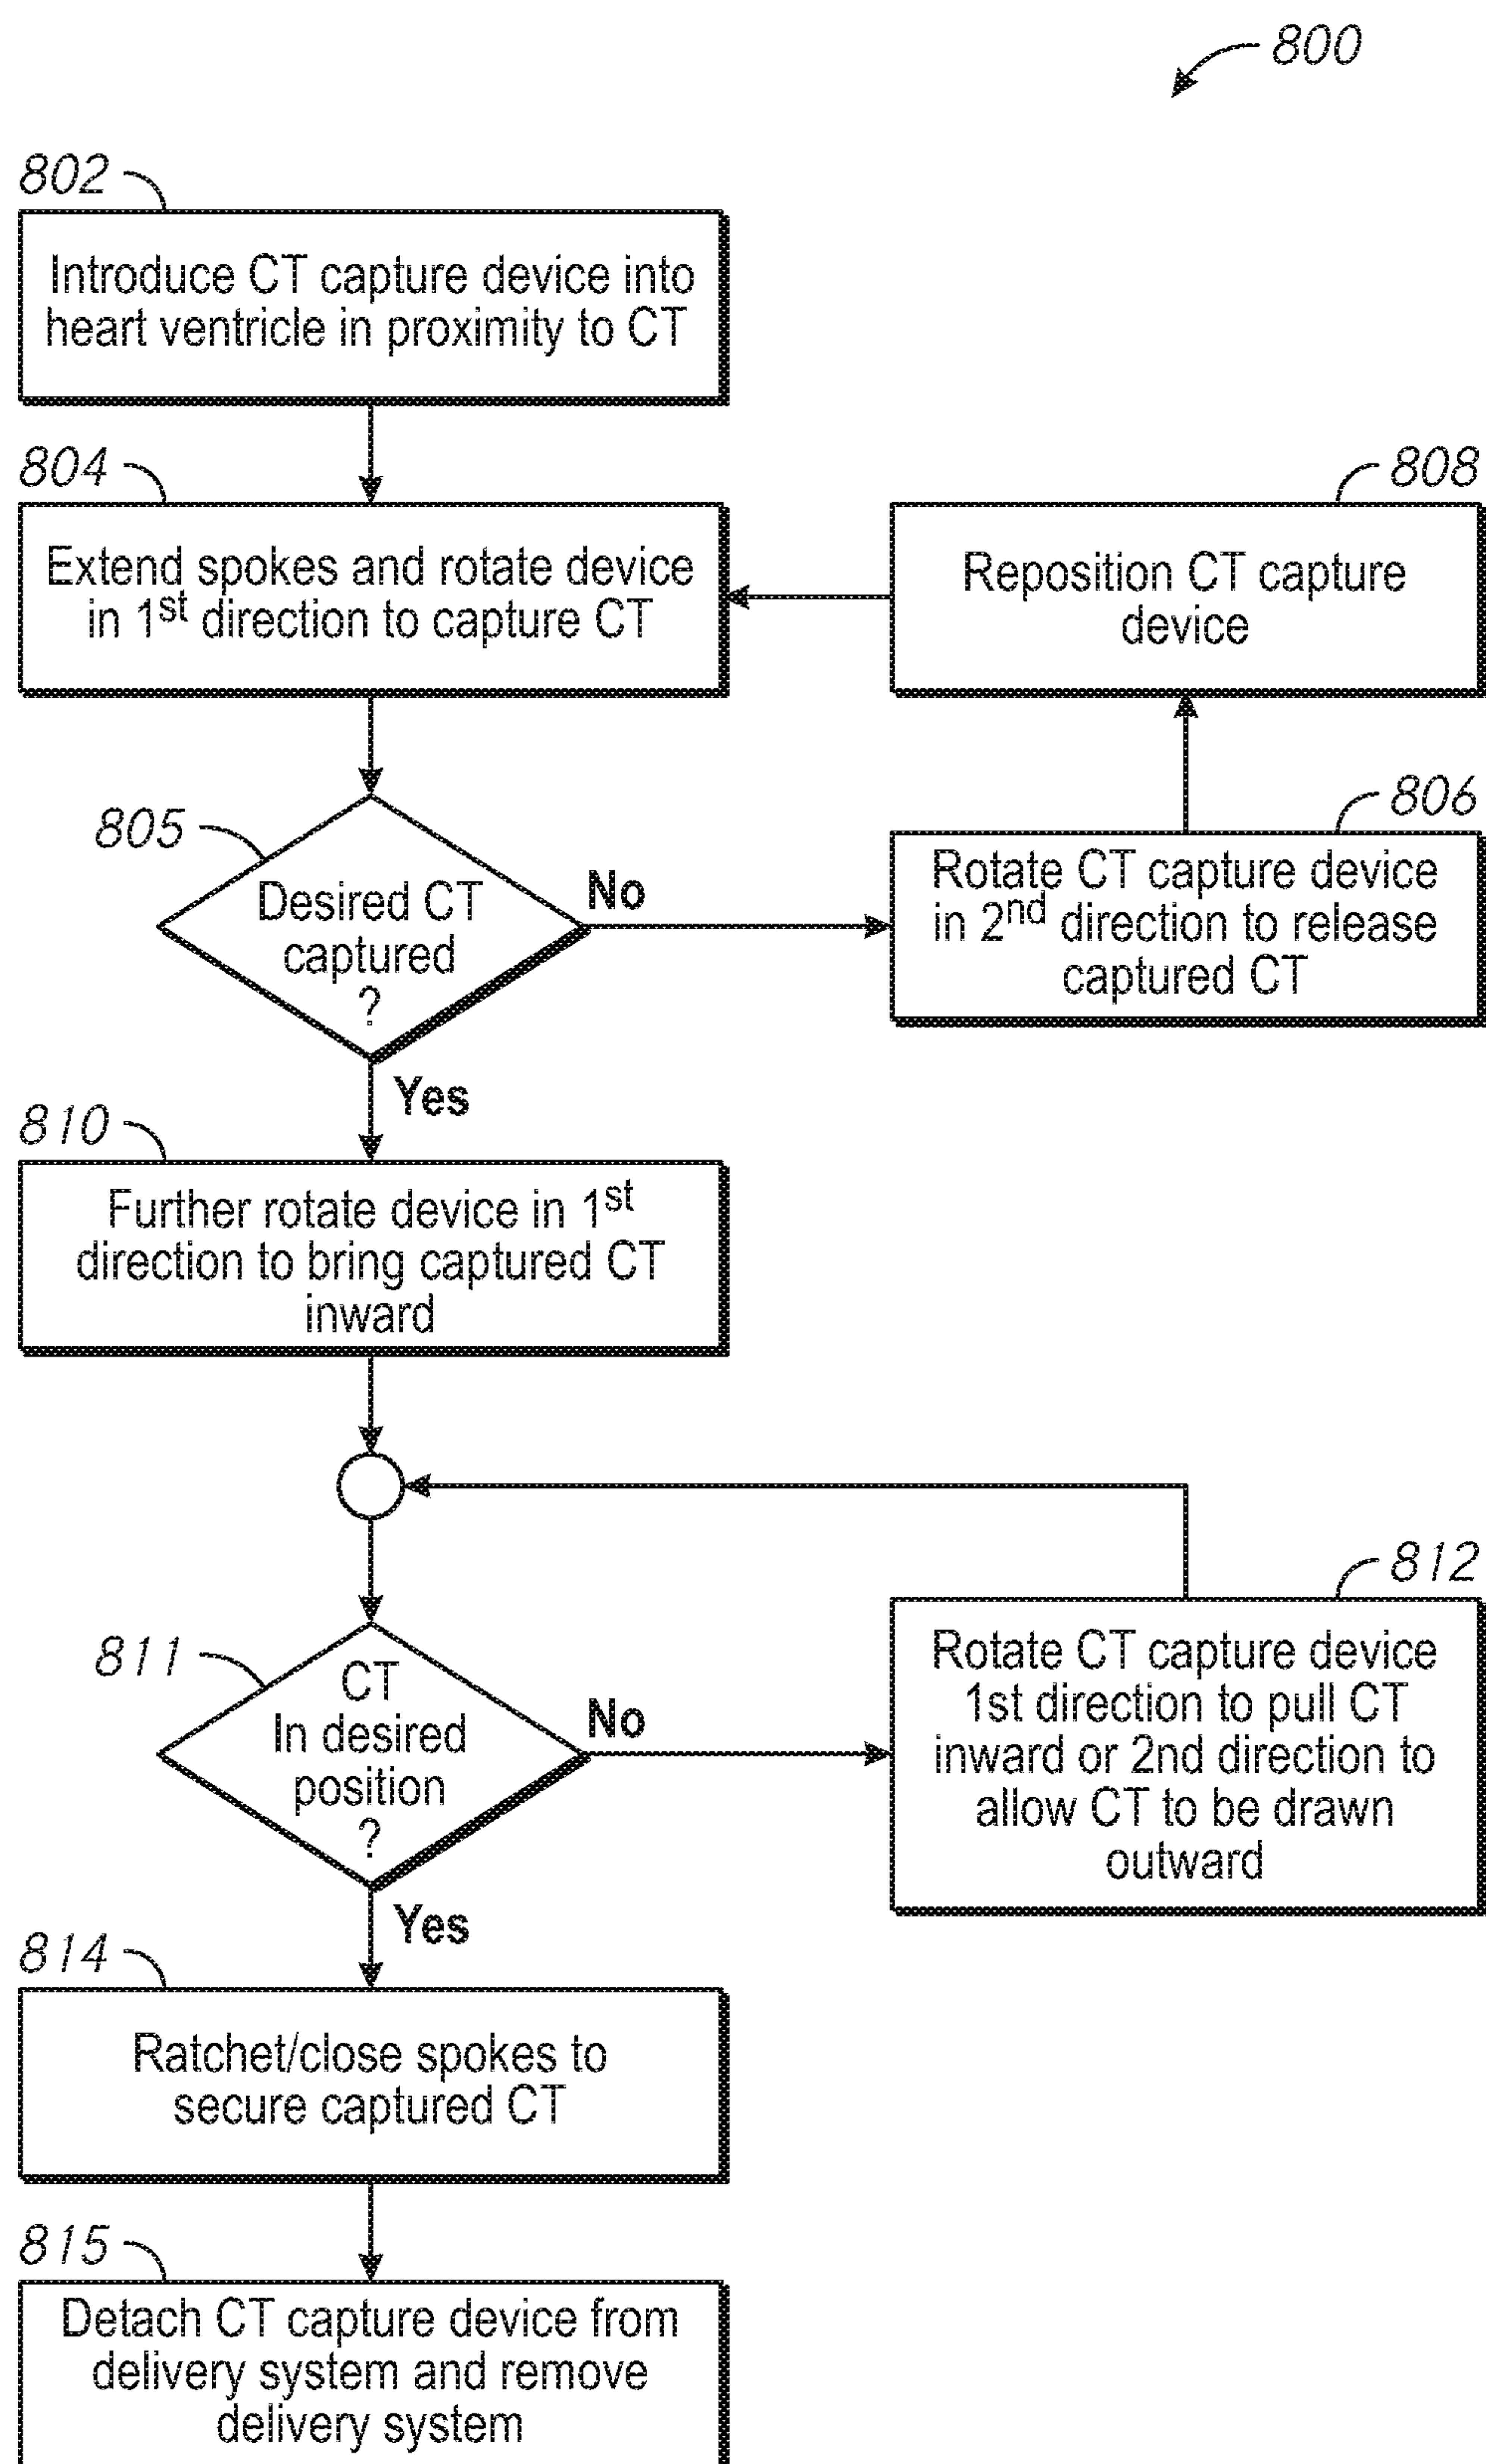 800
802
Introduce CT capture device into
heart ventricle in proximity to CT
804
Extend spokes and rotate device
in 1st direction to capture CT
808
Reposition CT capture
device
805
Desired CT
captured
?
No
806
Rotate CT capture device
in 2nd direction to release
captured CT
Yes
810
Further rotate device in 1st
direction to bring captured CT
inward
811
CT
In desired
position
?
No
812
Rotate CT capture device
1st direction to pull CT
inward or 2nd direction to
allow CT to be drawn
outward
Yes
814
Ratchet/close spokes to
secure captured CT
815
Detach CT capture device from
delivery system and remove
delivery system